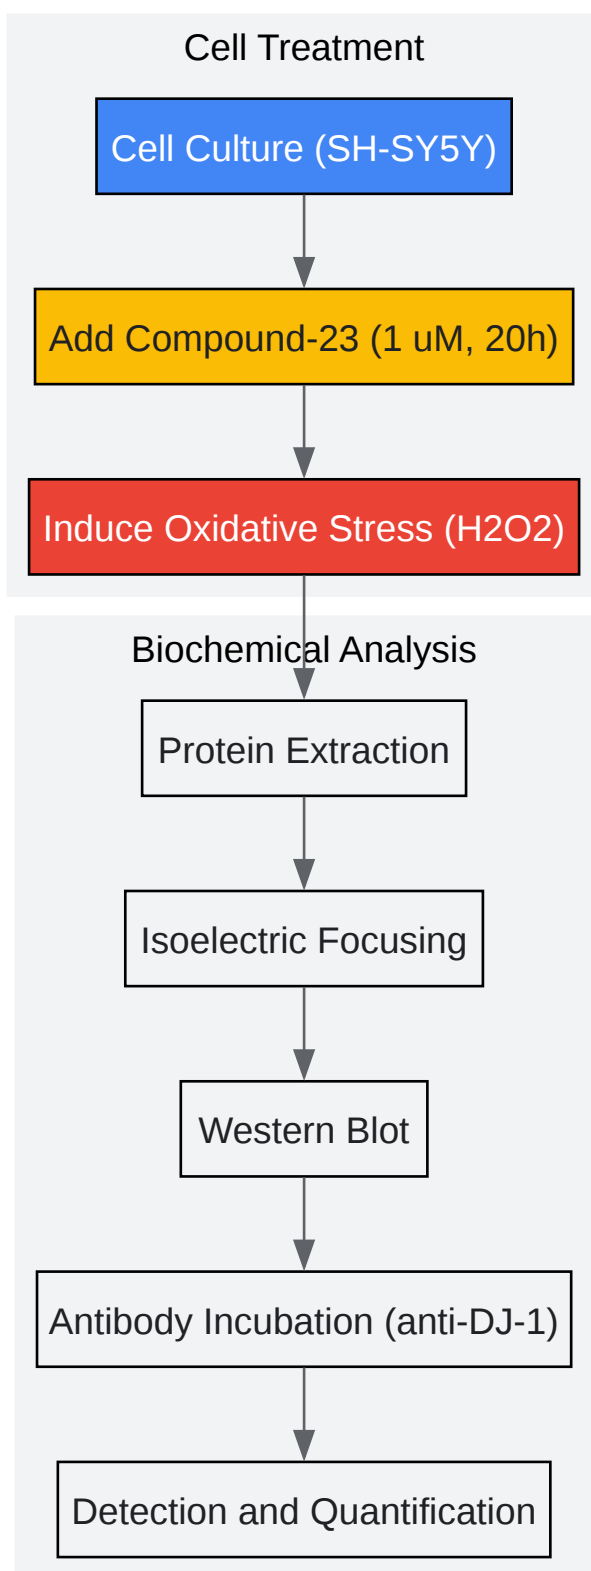 Cell Treatment
Cell Culture (SH-SY5Y)
Add Compound-23 (1 uM, 20h)
Induce Oxidative Stress (H2O2)
Biochemical Analysis
Protein Extraction
Isoelectric Focusing
Western Blot
Antibody Incubation (anti-DJ-1)
Detection and Quantification